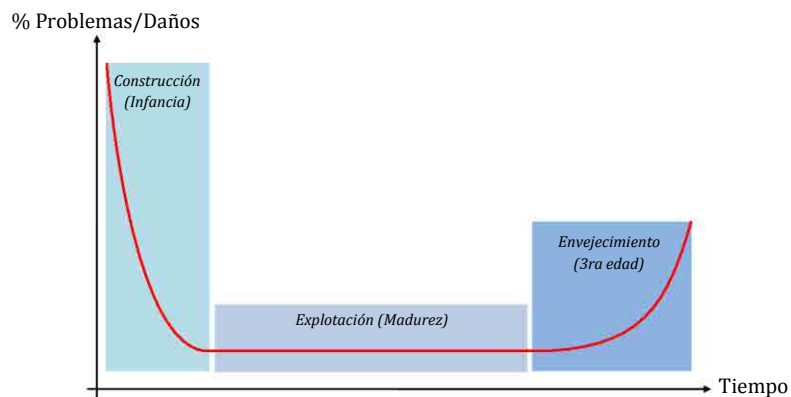 % Problemas/Daños
Construcción
(Infancia)
Envejecimiento
(3ra edad)
Explotación (Madurez)
Tiempo